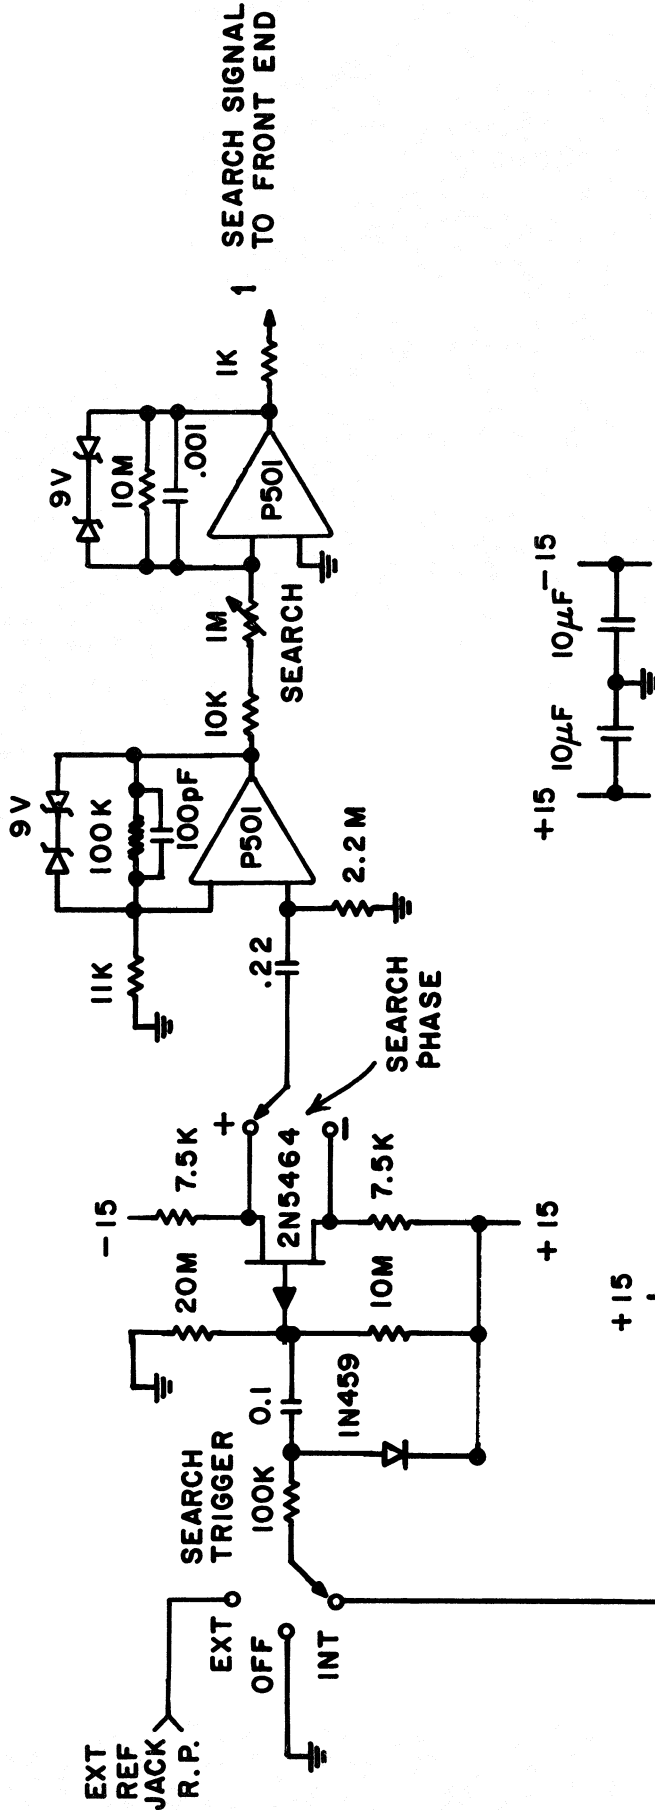 EXT
REF
JACK
R.P.
EXT
OFF
INT
SEARCH
TRIGGER
100K
0.1
1N459
20M
10M
-15
7.5K
+
2N5464
-
7.5K
+15
+15
SEARCH
PHASE
.22
2.2M
11K
9V
100K
100pF
P501
10K
1M
SEARCH
9V
10M
.001
P501
1K
1
SEARCH SIGNAL
TO FRONT END
+15
10µF
10µF
-15